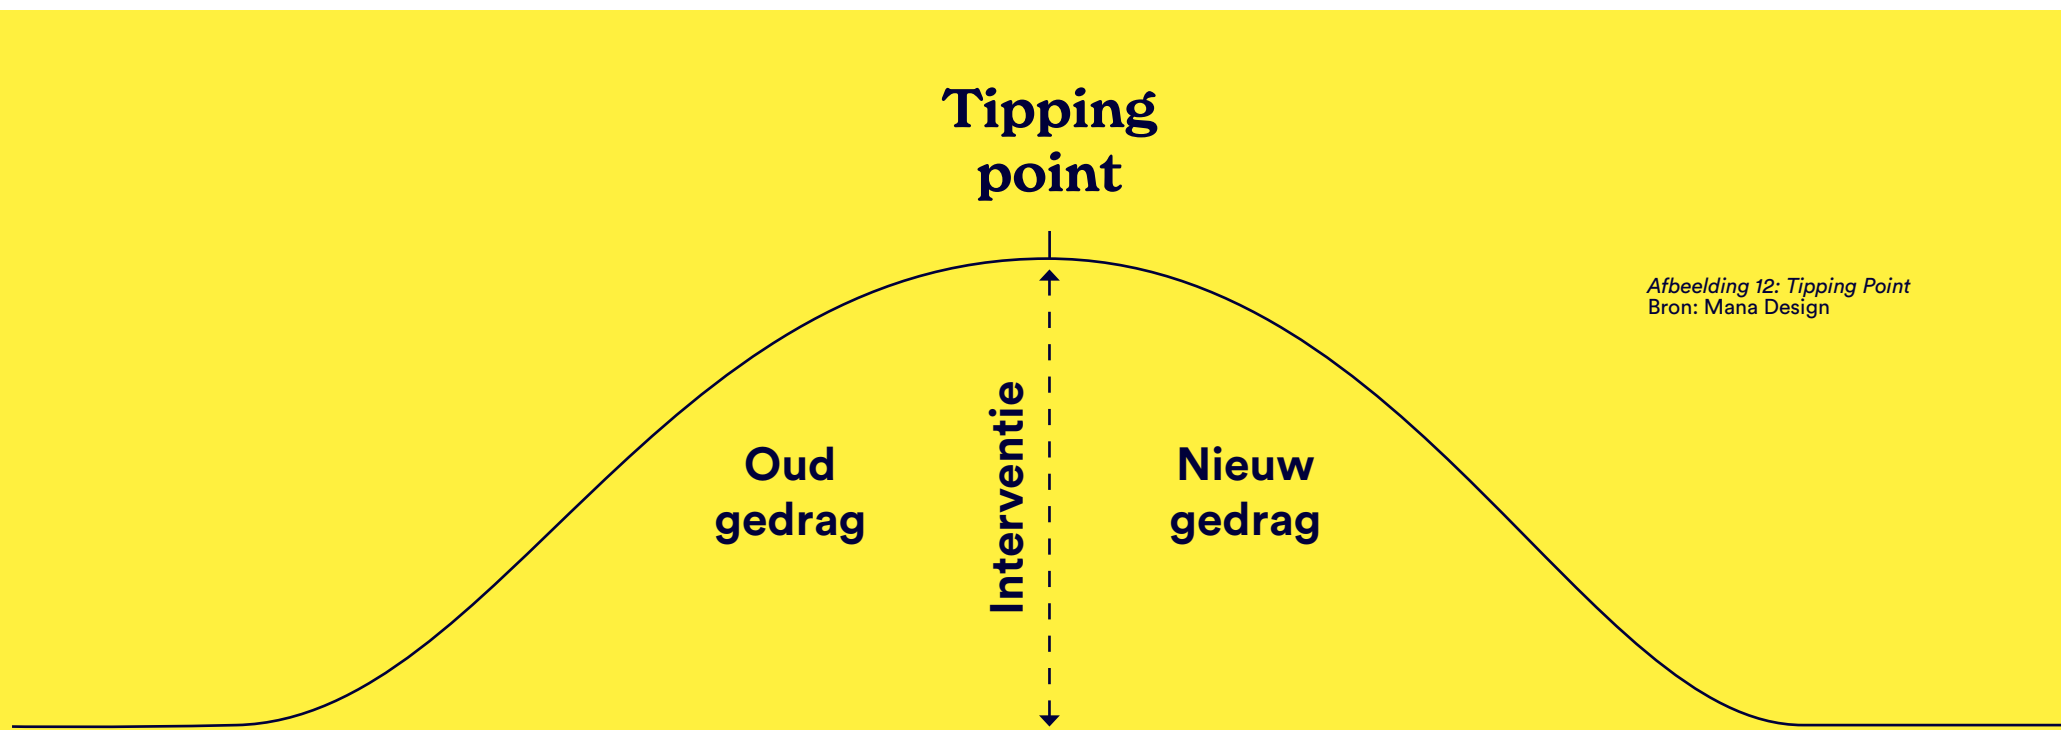 Tipping
point
Afbeelding 12: Tipping Point
Bron: Mana Design
Interventie
Oud
gedrag
Nieuw
gedrag